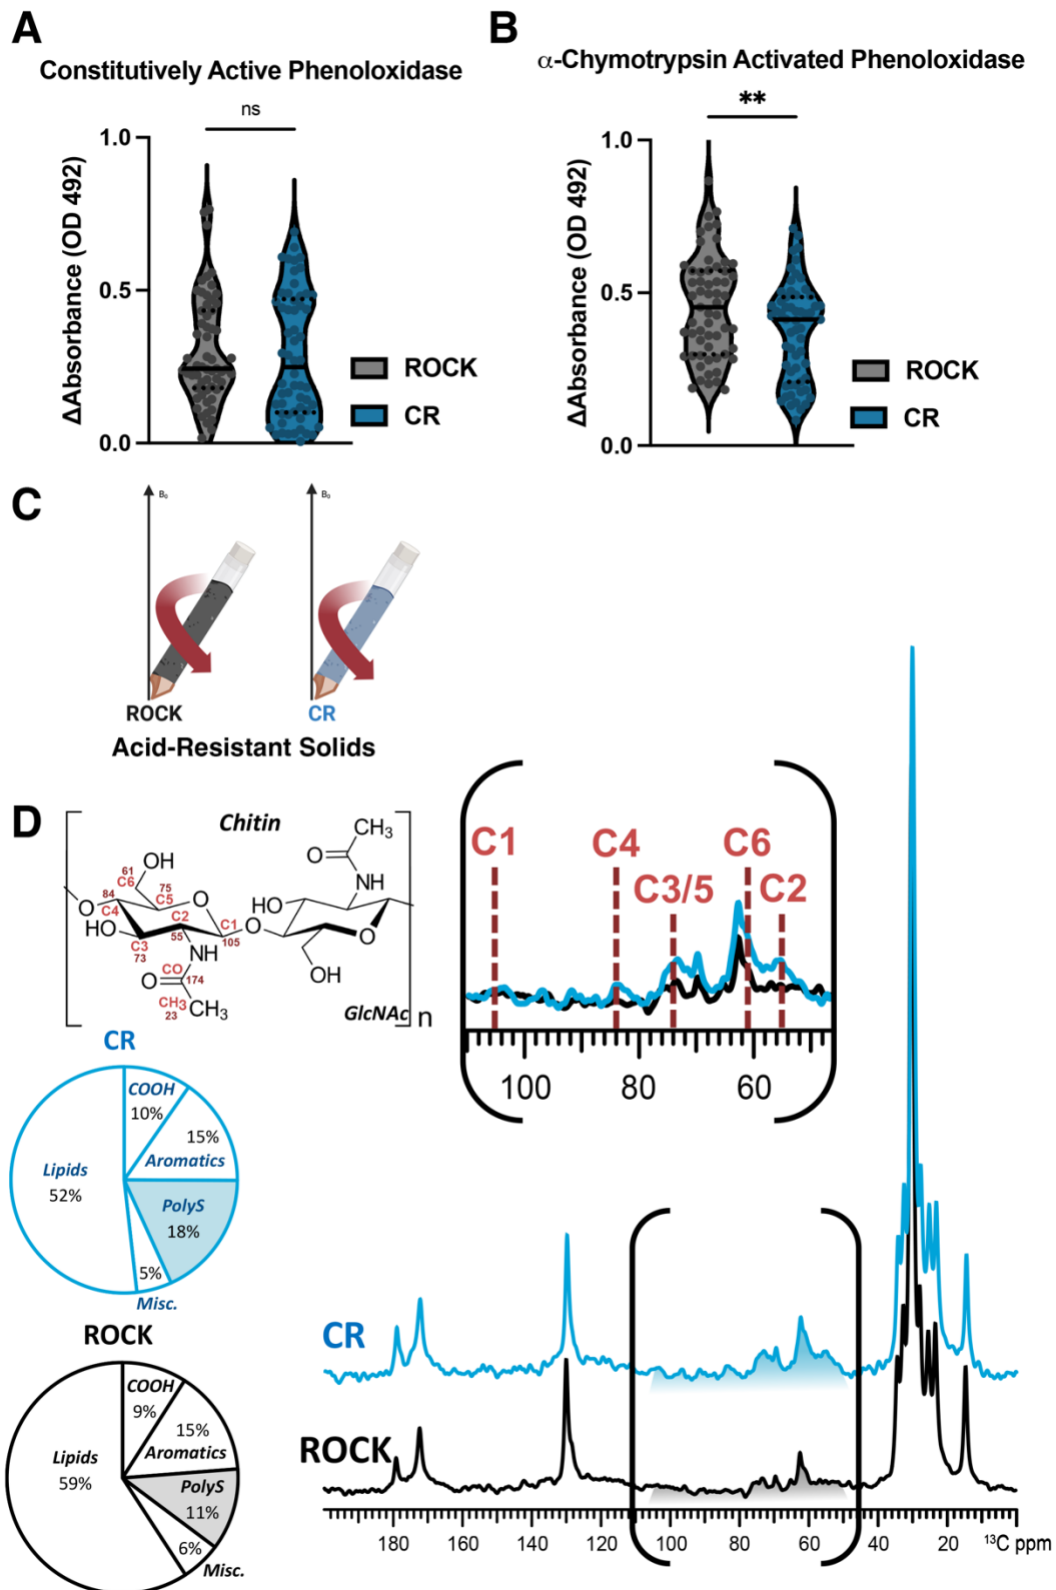 A
Constitutively Active Phenoloxidase
ns
1.0
0.5
0.0
ΔAbsorbance (OD 492)
ROCK
CR
B
α-Chymotrypsin Activated Phenoloxidase
**
1.0
0.5
0.0
ΔAbsorbance (OD 492)
ROCK
CR
C
B₀
B₀
ROCK
CR
Acid-Resistant Solids
D
Chitin
CH3
O
NH
61
OH
C6
75
84
C5
O
O
C4
C2
C1
HO
HO
O
O
C3
55
105
73
NH
OH
CO
O
174
CH3
CH3
23
GlcNAc
n
C1
C4
C6
C3/5
C2
100
80
60
CR
COOH
10%
15%
Aromatics
Lipids
52%
PolyS
18%
5%
Misc.
ROCK
COOH
9%
15%
Aromatics
Lipids
59%
PolyS
11%
6%
Misc.
CR
ROCK
180
160
140
120
100
80
60
40
20
¹³C ppm